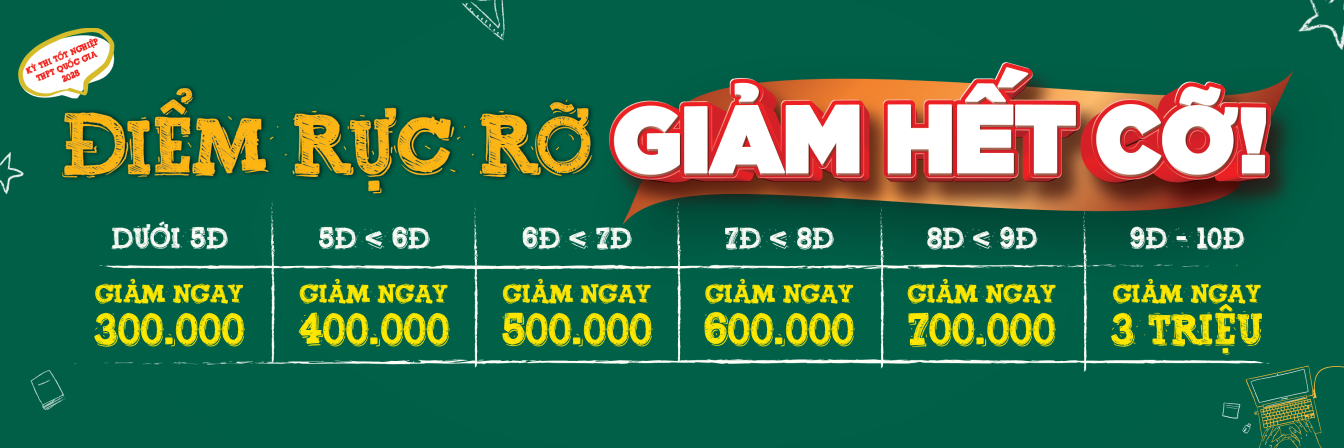 KỲ THI TỐT NGHIỆP
THPT QUỐC GIA
2025
ĐIỂM RỰC RỠ GIẢM HẾT CỠ!
DƯỚI 5Đ
5Đ < 6Đ
6Đ < 7Đ
7Đ < 8Đ
8Đ < 9Đ
9Đ - 10Đ
GIẢM NGAY
300.000
GIẢM NGAY
400.000
GIẢM NGAY
500.000
GIẢM NGAY
600.000
GIẢM NGAY
700.000
GIẢM NGAY
3 TRIỆU